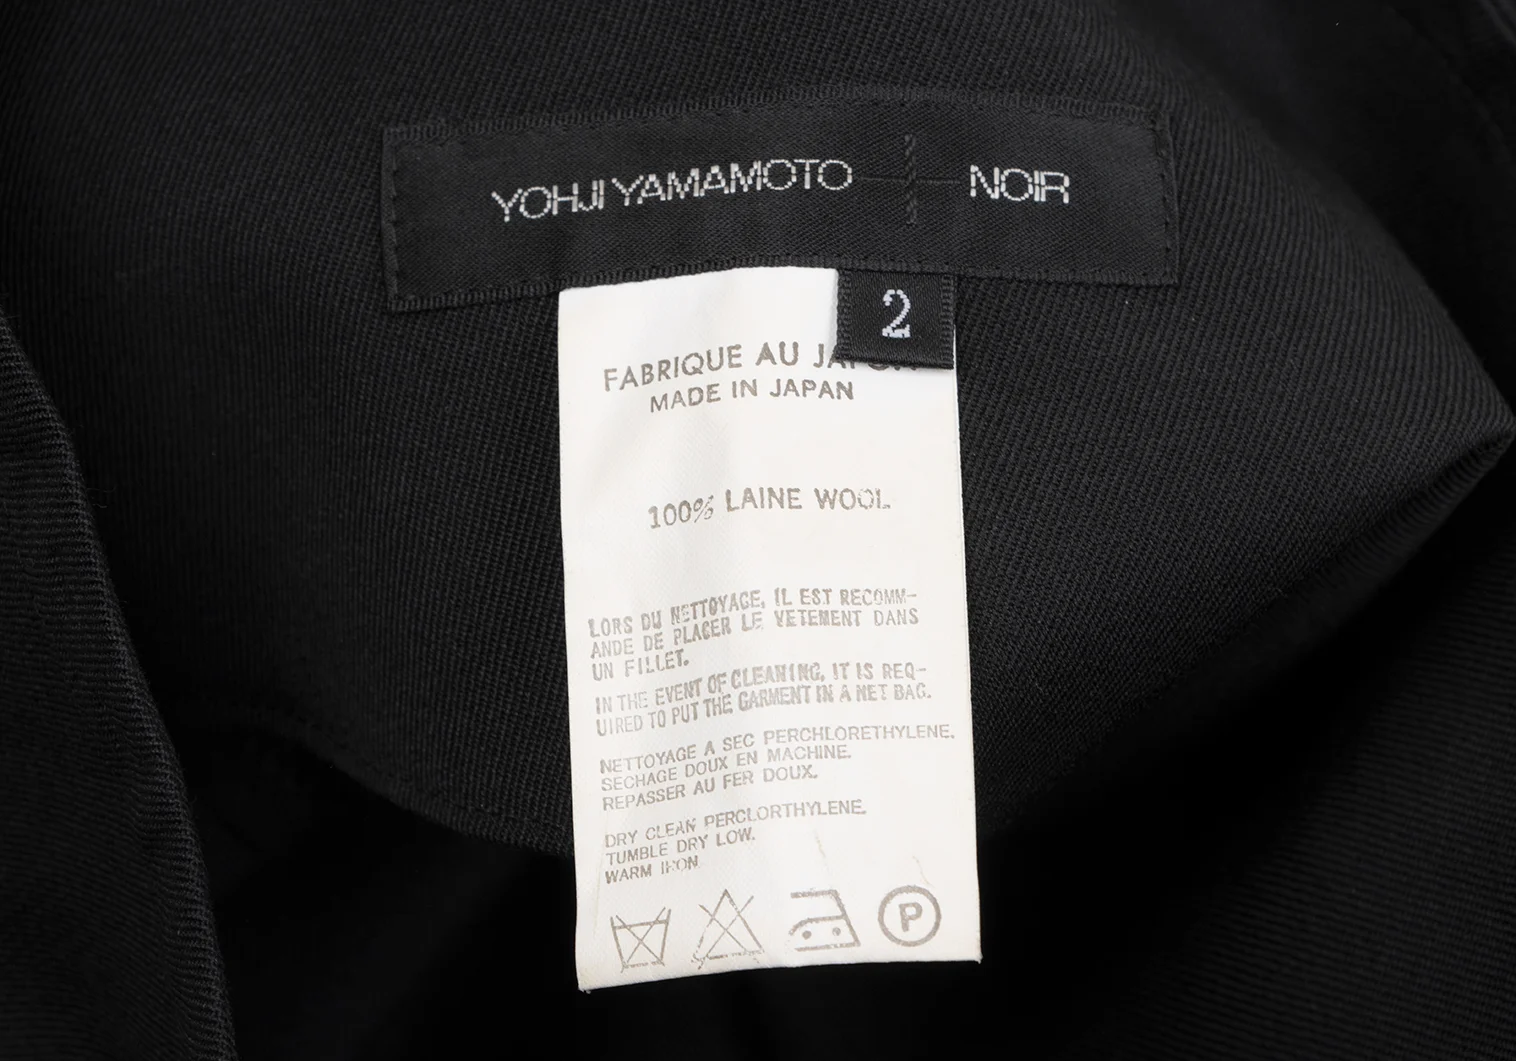 YOHJI YAMAMOTO NOIR
2
FABRIQUE AU JAPON
MADE IN JAPAN
100% LAINE WOOL
LORS DU NETTOYAGE, IL EST RECOMM-
ANDE DE PLACER LE VETEMENT DANS
UN FILLET.
IN THE EVENT OF CLEANING, IT IS REQ-
UIRED TO PUT THE GARMENT IN A NET BAG.
NETTOYAGE A SEC PERCHLORETHYLENE.
SECHAGE DOUX EN MACHINE.
REPASSER AU FER DOUX.
DRY CLEAN PERCLORTHYLENE.
TUMBLE DRY LOW.
WARM IRON
P